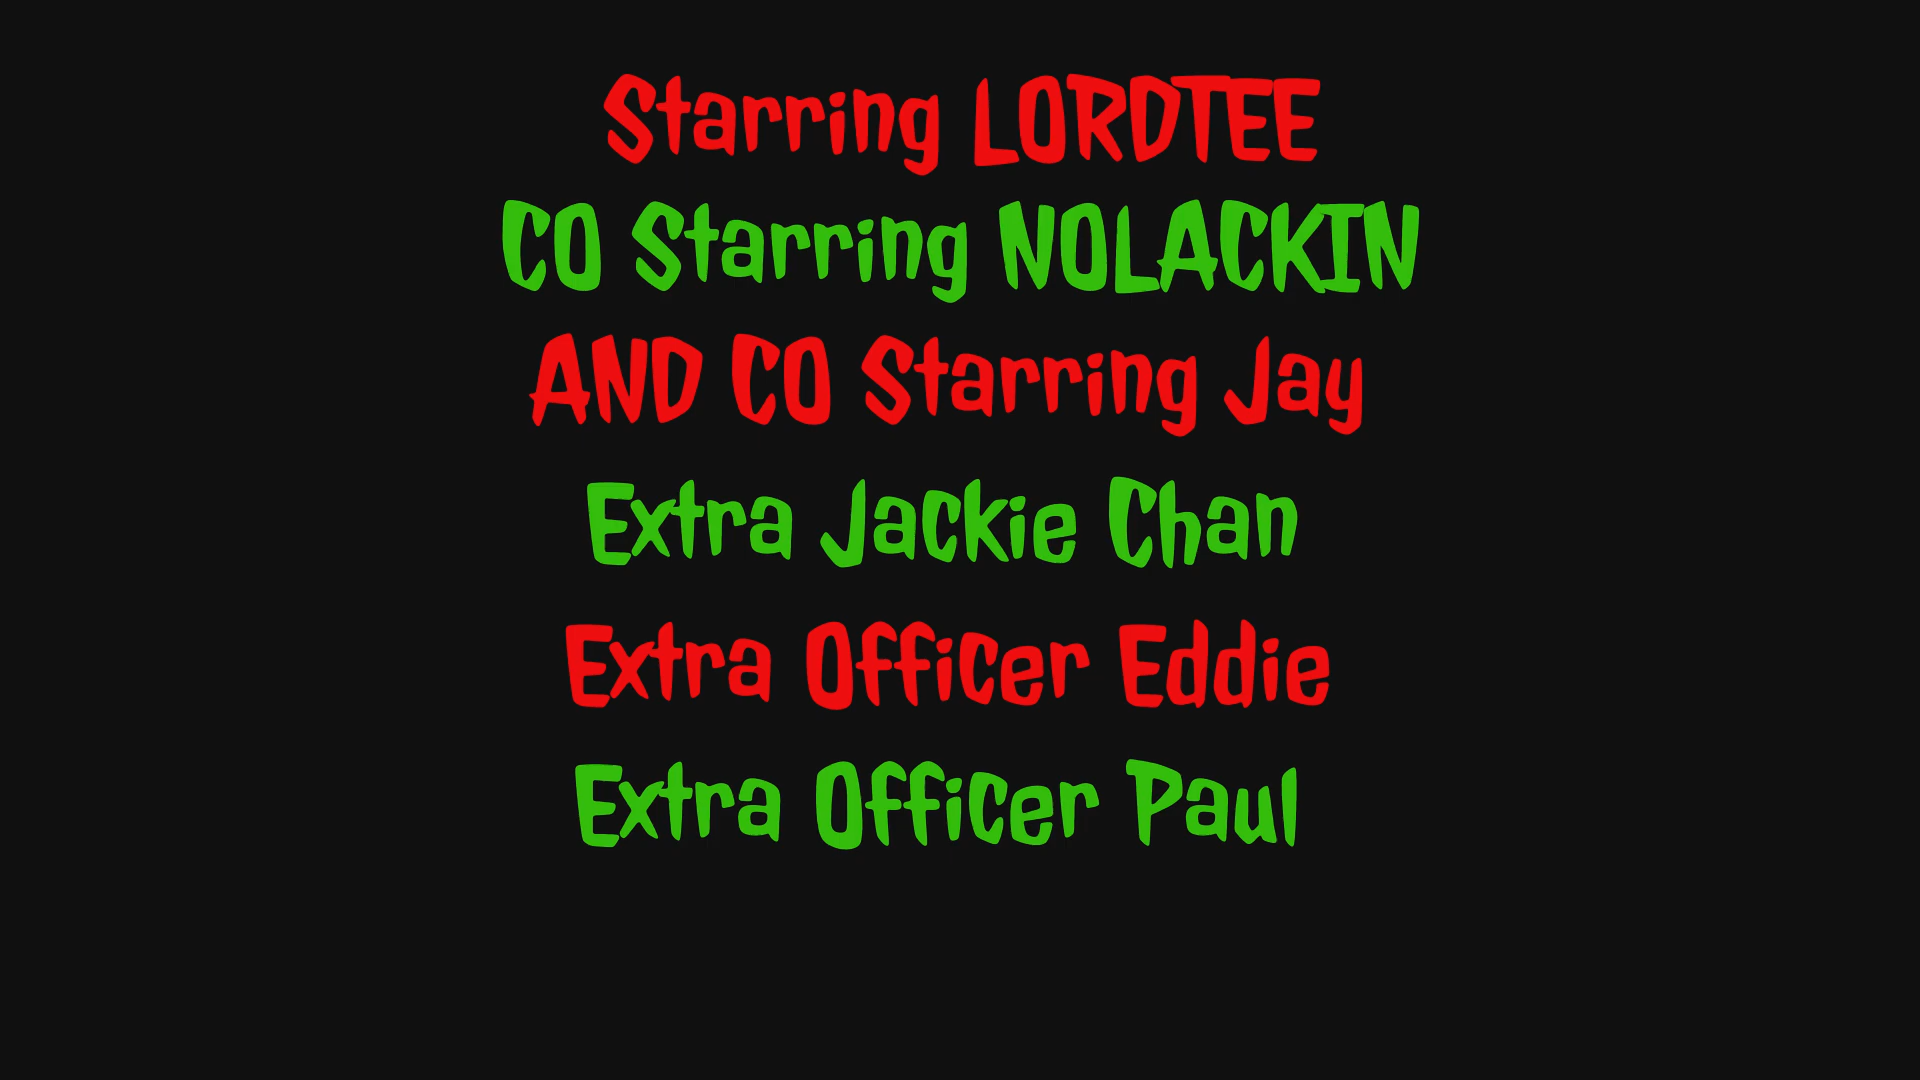 Starring LORDTEE
CO Starring NOLACKIN
AND CO Starring Jay
Extra Jackie Chan
Extra Officer Eddie
Extra Officer Paul